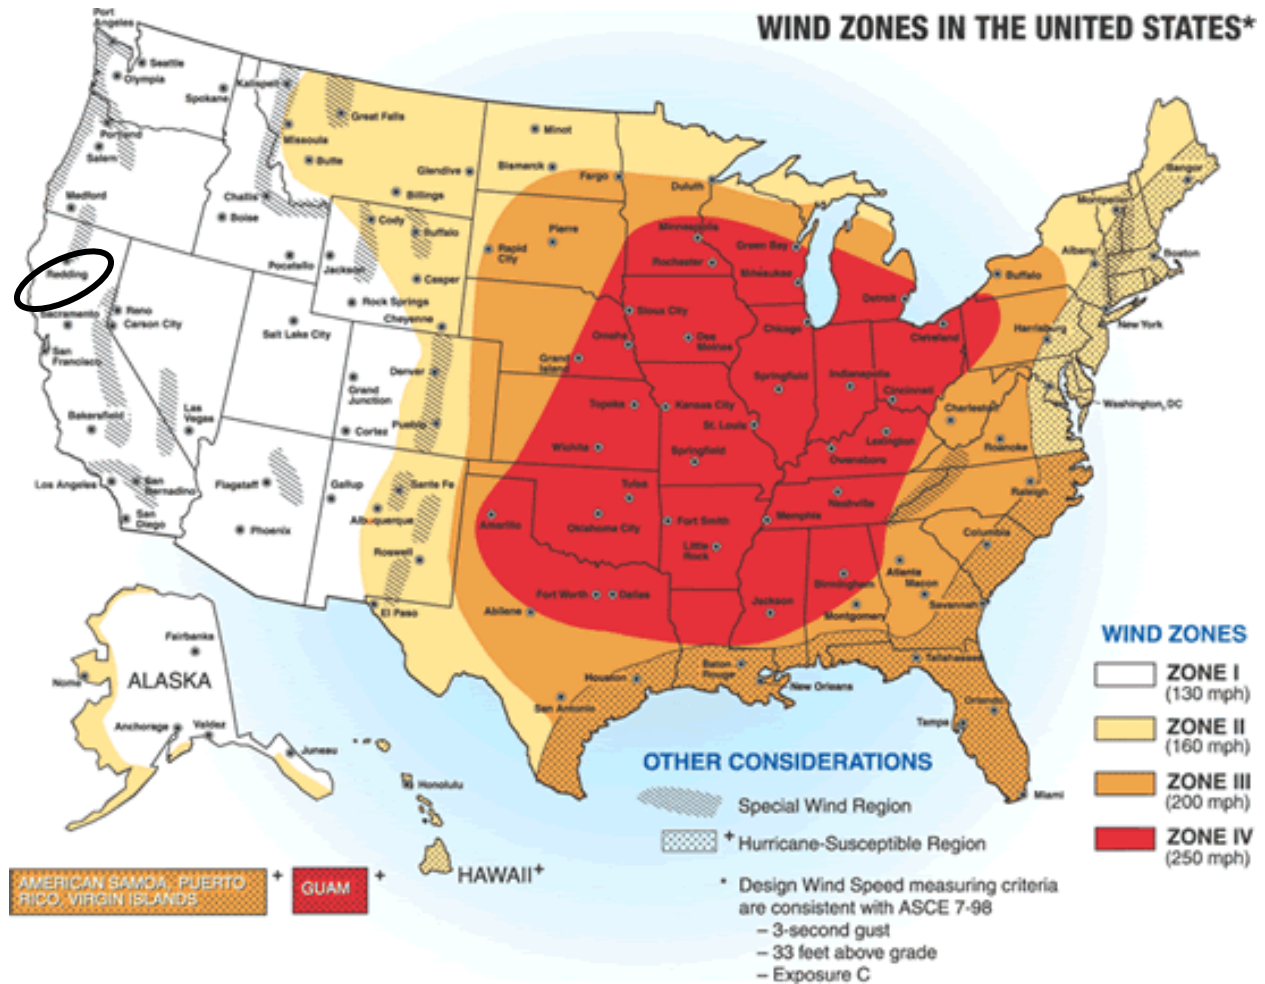 WIND ZONES IN THE UNITED STATES*
Port
Angeles
Seattle
Olympia
Spokane
Kalispell
Great Falls
Portland
Salem
Missoula
Butte
Glendive
Billings
Minot
Bismarck
Fargo
Duluth
Medford
Challis
Boise
Cody
Buffalo
Pocatello
Jackson
Casper
Rock Springs
Cheyenne
Rapid
City
Pierre
Minneapolis
Rochester
Green Bay
Milwaukee
Detroit
Chicago
Cleveland
Buffalo
Albany
Montpelier
Bangor
Boston
New York
Harrisburg
Washington, DC
Redding
Sacramento
Reno
Carson City
San
Francisco
Salt Lake City
Bakersfield
Las
Vegas
Grand
Junction
Cortez
Denver
Pueblo
Sioux City
Omaha
Des
Moines
Grand
Island
Topeka
Kansas City
Springfield
Indianapolis
Cincinnati
Charleston
St. Louis
Wichita
Springfield
Lexington
Owensboro
Roanoke
Raleigh
Los Angeles
San
Bernadino
San
Diego
Flagstaff
Phoenix
Gallup
Sante Fe
Albuquerque
Roswell
El Paso
Amarillo
Tulsa
Oklahoma City
Fort Smith
Little
Rock
Memphis
Nashville
Columbia
Atlanta
Macon
Savannah
Birmingham
Montgomery
Jackson
Fort Worth
Dallas
Abilene
Houston
San Antonio
Baton
Rouge
New Orleans
Tallahassee
Orlando
Tampa
Miami
Fairbanks
ALASKA
Nome
Anchorage
Valdez
Juneau
Honolulu
HAWAII+
AMERICAN SAMOA, PUERTO
RICO, VIRGIN ISLANDS
+
GUAM
+
WIND ZONES
ZONE I
(130 mph)
ZONE II
(160 mph)
ZONE III
(200 mph)
ZONE IV
(250 mph)
OTHER CONSIDERATIONS
Special Wind Region
+ Hurricane-Susceptible Region
* Design Wind Speed measuring criteria
are consistent with ASCE 7-98
– 3-second gust
– 33 feet above grade
– Exposure C